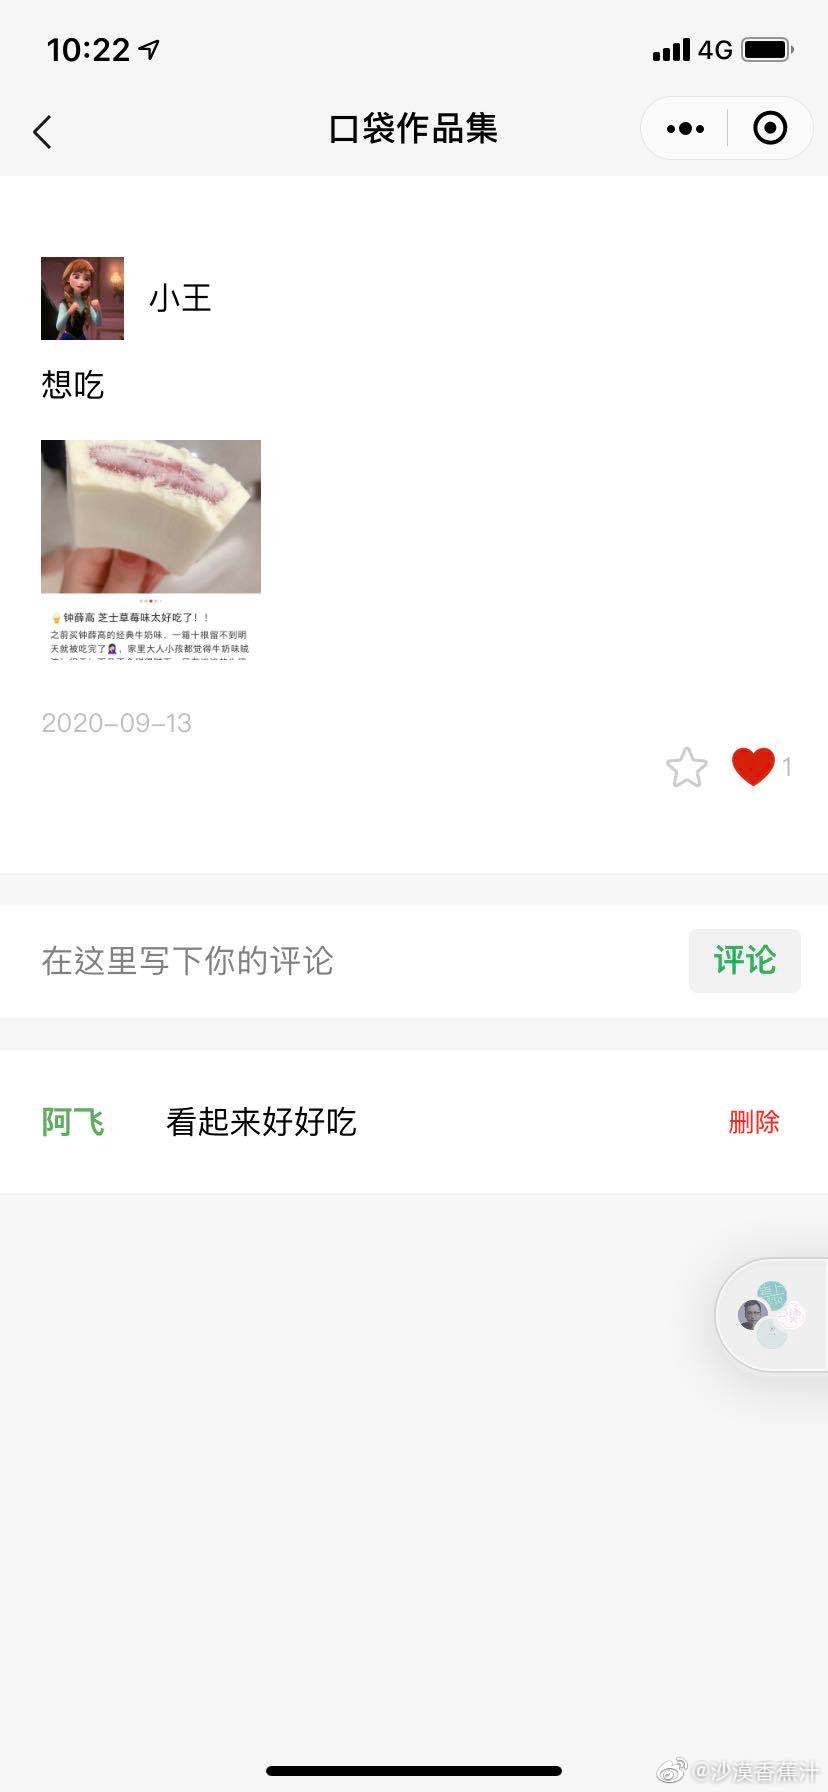 10:22
4G
口袋作品集
小王
想吃
钟薛高 芝士草莓味太好吃了！！
之前买钟薛高的经典牛奶味，一箱十根留不到明
天就被吃完了，家里大人小孩都觉得牛奶味贼
2020-09-13
1
在这里写下你的评论
评论
阿飞
看起来好好吃
删除
@沙漠香蕉汁